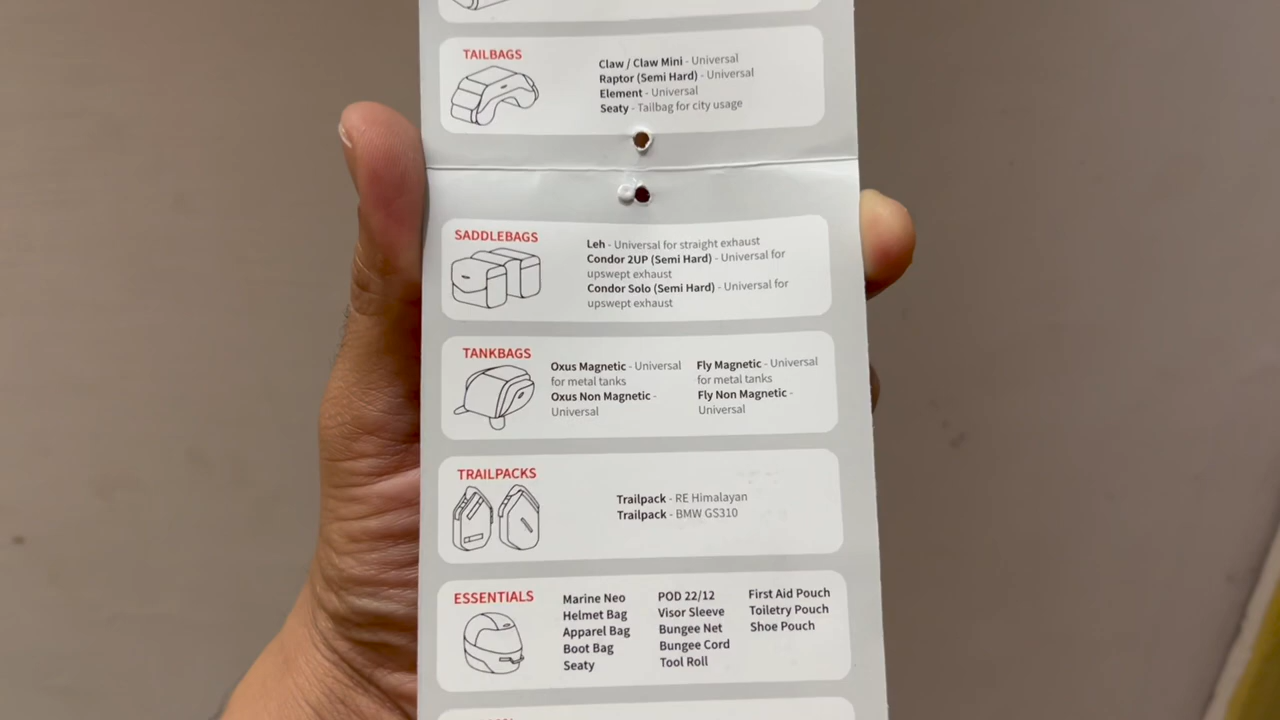 TAILBAGS
Claw / Claw Mini - Universal
Raptor (Semi Hard) - Universal
Element - Universal
Seaty - Tailbag for city usage
SADDLEBAGS
Leh - Universal for straight exhaust
Condor 2UP (Semi Hard) - Universal for
upswept exhaust
Condor Solo (Semi Hard) - Universal for
upswept exhaust
TANKBAGS
Oxus Magnetic - Universal
for metal tanks
Oxus Non Magnetic -
Universal
Fly Magnetic - Universal
for metal tanks
Fly Non Magnetic -
Universal
TRAILPACKS
Trailpack - RE Himalayan
Trailpack - BMW GS310
ESSENTIALS
Marine Neo
Helmet Bag
Apparel Bag
Boot Bag
Seaty
POD 22/12
Visor Sleeve
Bungee Net
Bungee Cord
Tool Roll
First Aid Pouch
Toiletry Pouch
Shoe Pouch